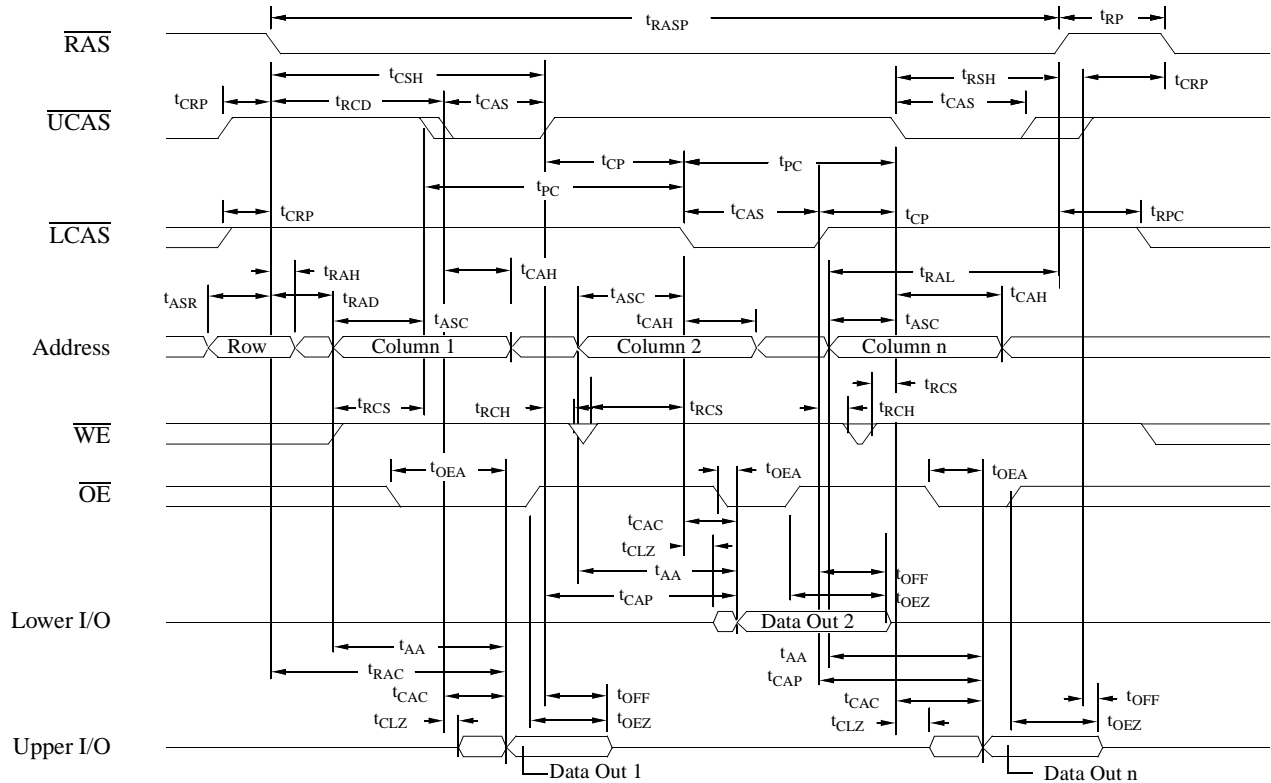 tRASP
tRP
RAS
tCSH
tRSH
tCRP
tCRP
tRCD
tCAS
tCAS
UCAS
tCP
tPC
tPC
tCAS
tCP
tCRP
tRPC
LCAS
tRAH
tCAH
tRAL
tASR
tRAD
tASC
tCAH
tASC
tCAH
tASC
Address
Row
Column 1
Column 2
Column n
tRCS
tRCS
tRCH
tRCS
tRCH
WE
tOEA
tOEA
tOEA
OE
tCAC
tCLZ
tAA
tOFF
tCAP
tOEZ
Lower I/O
Data Out 2
tAA
tAA
tRAC
tCAP
tCAC
tOFF
tCAC
tOFF
tCLZ
tOEZ
tCLZ
tOEZ
Upper I/O
Data Out 1
Data Out n